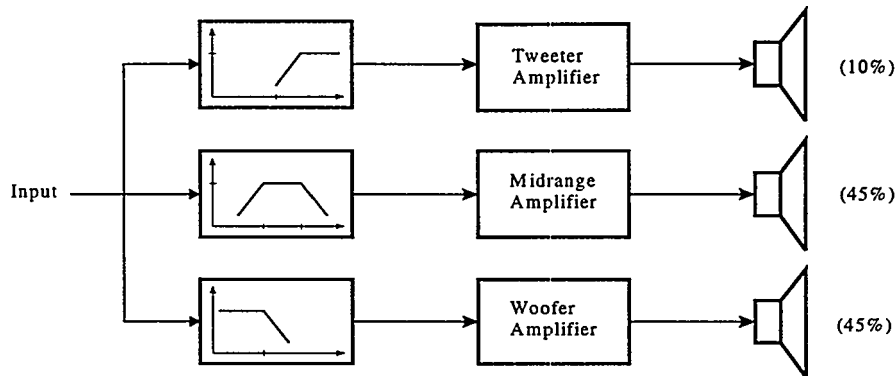 Tweeter
Amplifier
(10%)
Input
Midrange
Amplifier
(45%)
Woofer
Amplifier
(45%)